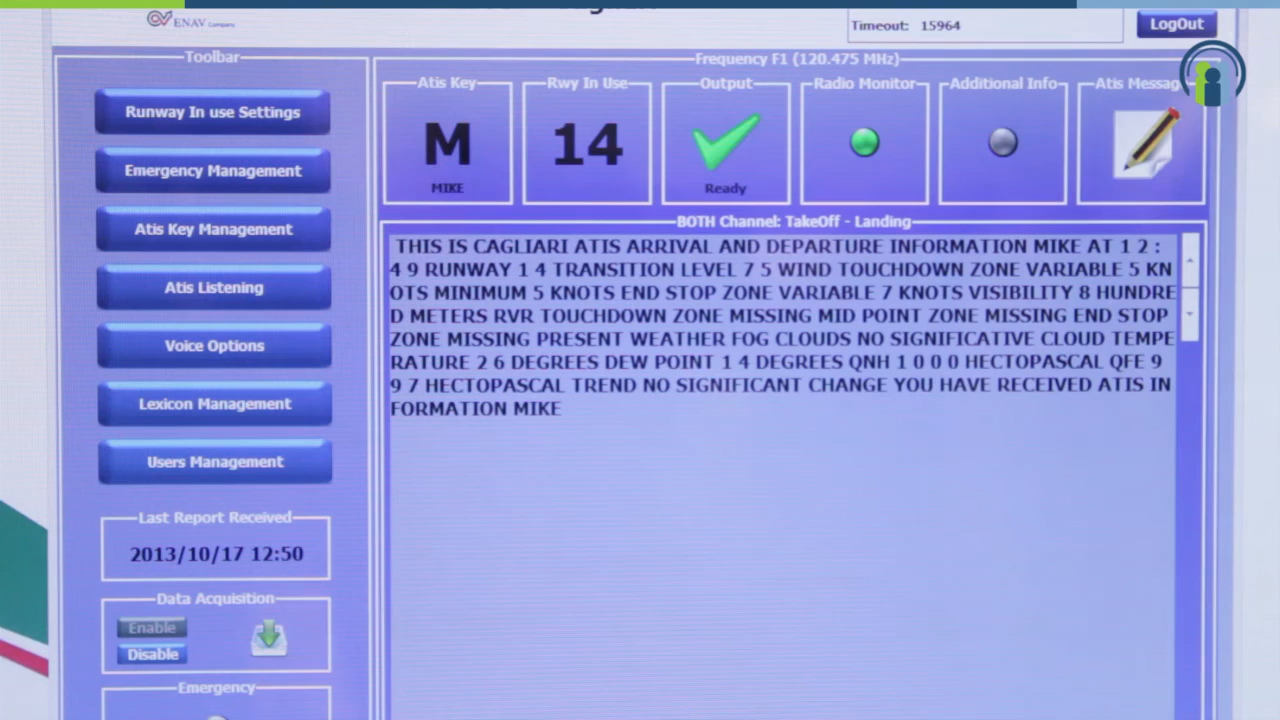 ENAV Company
Timeout: 15964
LogOut
Toolbar
Runway In use Settings
Emergency Management
Atis Key Management
Atis Listening
Voice Options
Lexicon Management
Users Management
Last Report Received
2013/10/17 12:50
Data Acquisition
Enable
Disable
Emergency
Frequency F1 (120.475 MHz)
Atis Key
M
MIKE
Rwy In Use
14
Output
Ready
Radio Monitor
Additional Info
Atis Messag
BOTH Channel: TakeOff - Landing
THIS IS CAGLIARI ATIS ARRIVAL AND DEPARTURE INFORMATION MIKE AT 1 2 :
4 9 RUNWAY 1 4 TRANSITION LEVEL 7 5 WIND TOUCHDOWN ZONE VARIABLE 5 KN
OTS MINIMUM 5 KNOTS END STOP ZONE VARIABLE 7 KNOTS VISIBILITY 8 HUNDRE
D METERS RVR TOUCHDOWN ZONE MISSING MID POINT ZONE MISSING END STOP
ZONE MISSING PRESENT WEATHER FOG CLOUDS NO SIGNIFICATIVE CLOUD TEMPE
RATURE 2 6 DEGREES DEW POINT 1 4 DEGREES QNH 1 0 0 0 HECTOPASCAL QFE 9
9 7 HECTOPASCAL TREND NO SIGNIFICANT CHANGE YOU HAVE RECEIVED ATIS IN
FORMATION MIKE